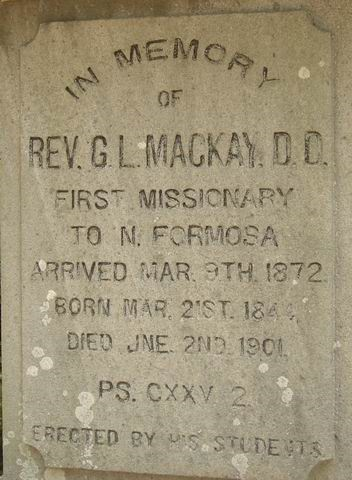 IN MEMORY
OF
REV. G. L. MACKAY. D. D.
FIRST MISSIONARY
TO N. FORMOSA
ARRIVED MAR. 9TH. 1872.
BORN MAR. 21ST. 1844.
DIED JNE. 2ND. 1901.
PS. CXXV 2.
ERECTED BY HIS STUDENTS.